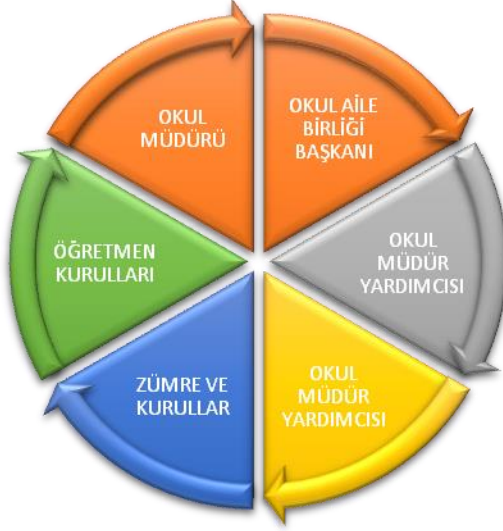 OKUL
MÜDÜRÜ
OKUL AİLE
BİRLİĞİ
BAŞKANI
OKUL
MÜDÜR
YARDIMCISI
OKUL
MÜDÜR
YARDIMCISI
ZÜMRE VE
KURULLAR
ÖĞRETMEN
KURULLARI